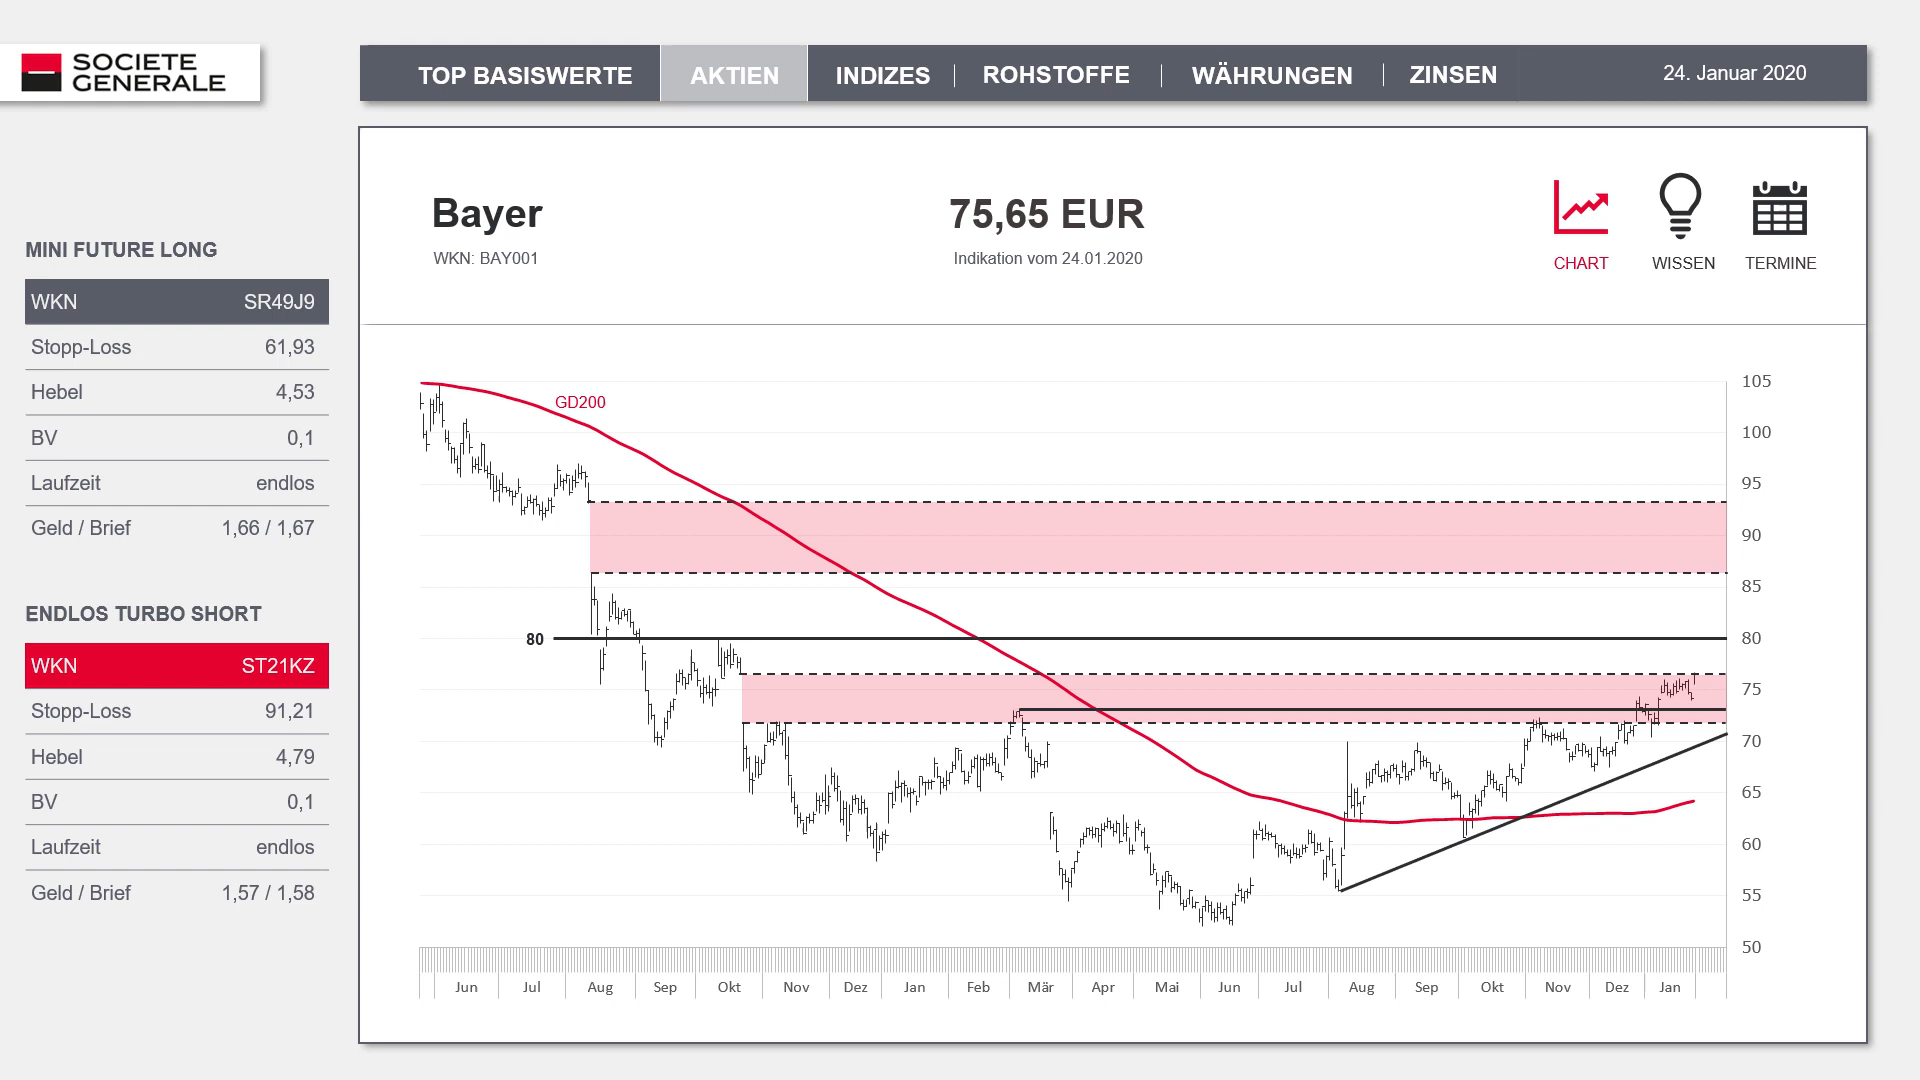 SOCIETE
GENERALE
TOP BASISWERTE AKTIEN INDIZES ROHSTOFFE WÄHRUNGEN ZINSEN 24. Januar 2020
Bayer 75,65 EUR
WKN: BAY001 Indikation vom 24.01.2020
CHART WISSEN TERMINE
MINI FUTURE LONG
WKN SR49J9
Stopp-Loss 61,93
Hebel 4,53
BV 0,1
Laufzeit endlos
Geld / Brief 1,66 / 1,67
ENDLOS TURBO SHORT
WKN ST21KZ
Stopp-Loss 91,21
Hebel 4,79
BV 0,1
Laufzeit endlos
Geld / Brief 1,57 / 1,58
GD200
80
105
100
95
90
85
80
75
70
65
60
55
50
Jun Jul Aug Sep Okt Nov Dez Jan Feb Mär Apr Mai Jun Jul Aug Sep Okt Nov Dez Jan